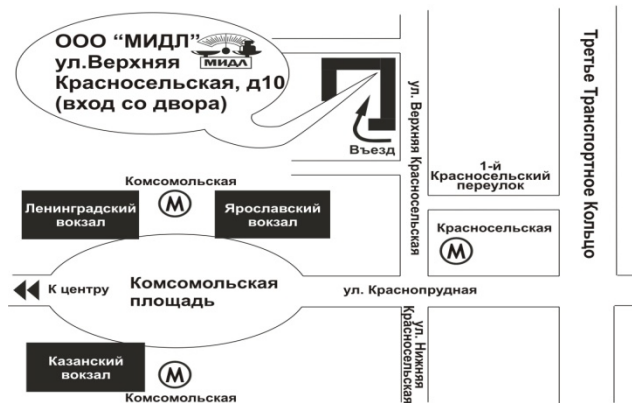 ООО “МИДЛ”
МИДЛ
ул.Верхняя
Красносельская, д10
(вход со двора)
Въезд
ул. Верхняя Красносельская
Третье Транспортное Кольцо
1-й
Красносельский
переулок
Комсомольская
М
Ленинградский
вокзал
Ярославский
вокзал
Красносельская
М
К центру
Комсомольская
площадь
ул. Краснопрудная
ул. Нижняя
Красносельская
Казанский
вокзал
М
Комсомольская